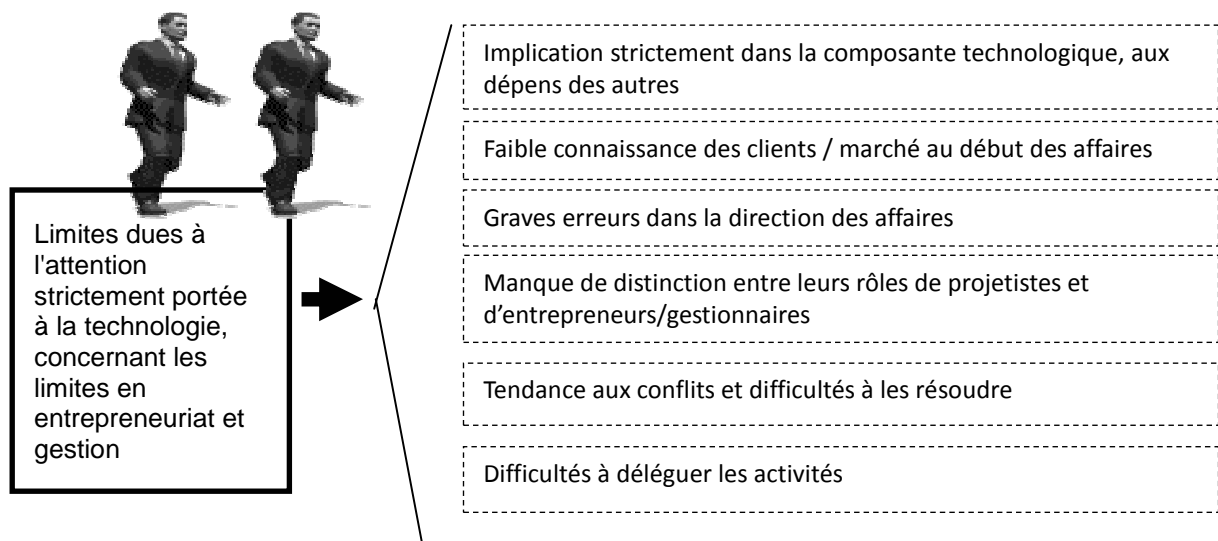 Limites dues à
l'attention
strictement portée
à la technologie,
concernant les
limites en
entrepreneuriat et
gestion
Implication strictement dans la composante technologique, aux
dépens des autres
Faible connaissance des clients / marché au début des affaires
Graves erreurs dans la direction des affaires
Manque de distinction entre leurs rôles de projetistes et
d’entrepreneurs/gestionnaires
Tendance aux conflits et difficultés à les résoudre
Difficultés à déléguer les activités